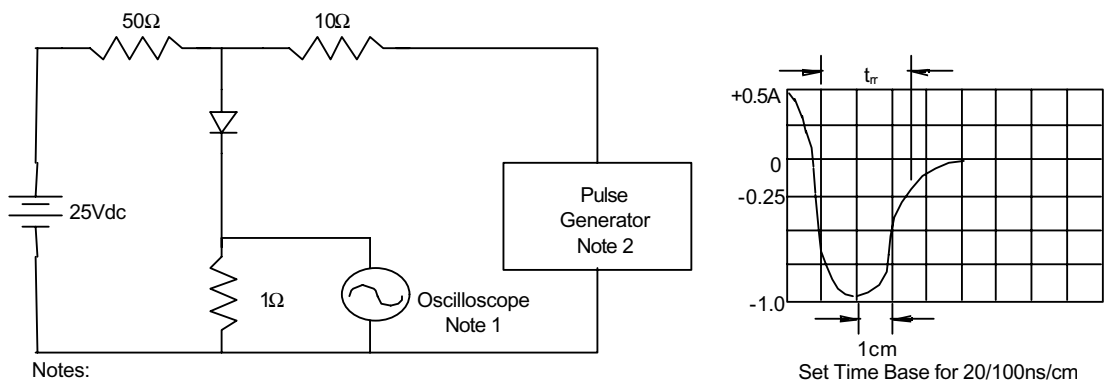 50Ω
10Ω
25Vdc
1Ω
Pulse
Generator
Note 2
Oscilloscope
Note 1
Notes:
trr
+0.5A
0
-0.25
-1.0
1cm
Set Time Base for 20/100ns/cm